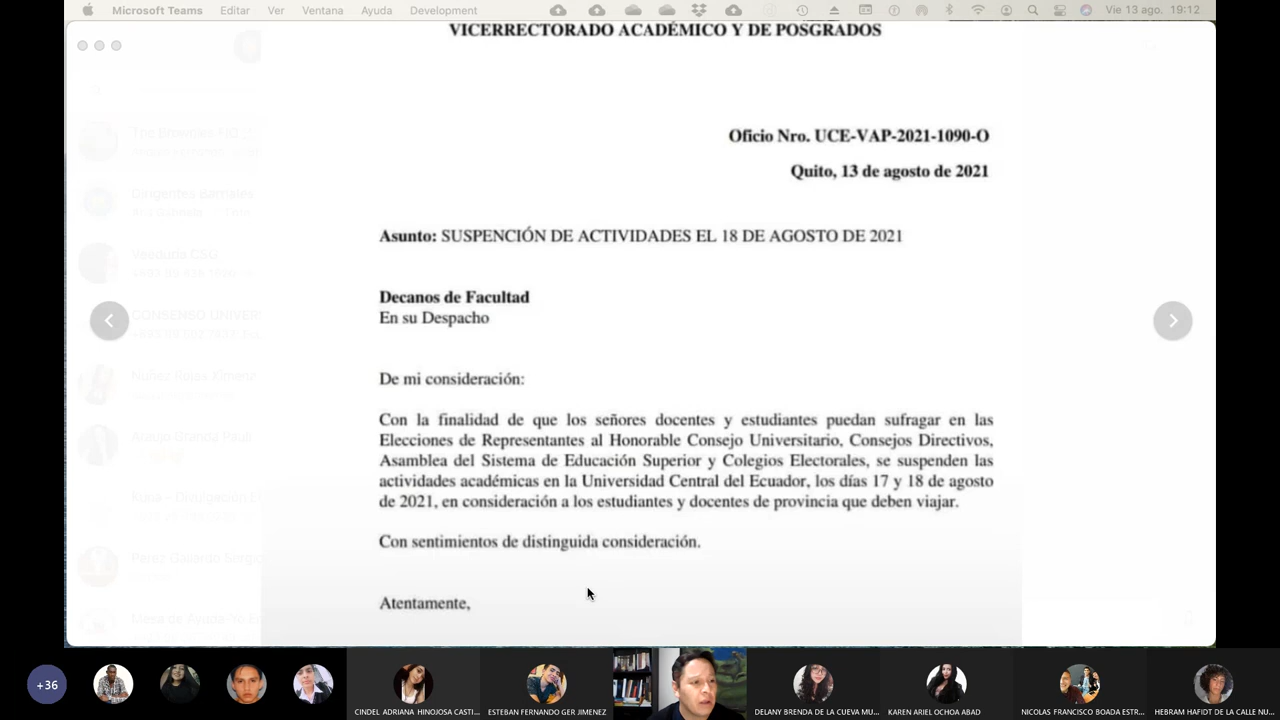 Microsoft Teams Editar Ver Ventana Ayuda Development Vie 13 ago. 19:12
VICERRECTORADO ACADÉMICO Y DE POSGRADOS
Oficio Nro. UCE-VAP-2021-1090-O
Quito, 13 de agosto de 2021
Asunto: SUSPENCIÓN DE ACTIVIDADES EL 18 DE AGOSTO DE 2021
Decanos de Facultad
En su Despacho
De mi consideración:
Con la finalidad de que los señores docentes y estudiantes puedan sufragar en las
Elecciones de Representantes al Honorable Consejo Universitario, Consejos Directivos,
Asamblea del Sistema de Educación Superior y Colegios Electorales, se suspenden las
actividades académicas en la Universidad Central del Ecuador, los días 17 y 18 de agosto
de 2021, en consideración a los estudiantes y docentes de provincia que deben viajar.
Con sentimientos de distinguida consideración.
Atentamente,
Dirigentes Barriales
Veeduría CSG
CONSENSO UNIVER
+36
CINDEL ADRIANA HINOJOSA CASTI...
ESTEBAN FERNANDO GER JIMENEZ
DELANY BRENDA DE LA CUEVA MU...
KAREN ARIEL OCHOA ABAD
NICOLAS FRANCISCO BOADA ESTR...
HEBRAM HAFIDT DE LA CALLE NU...